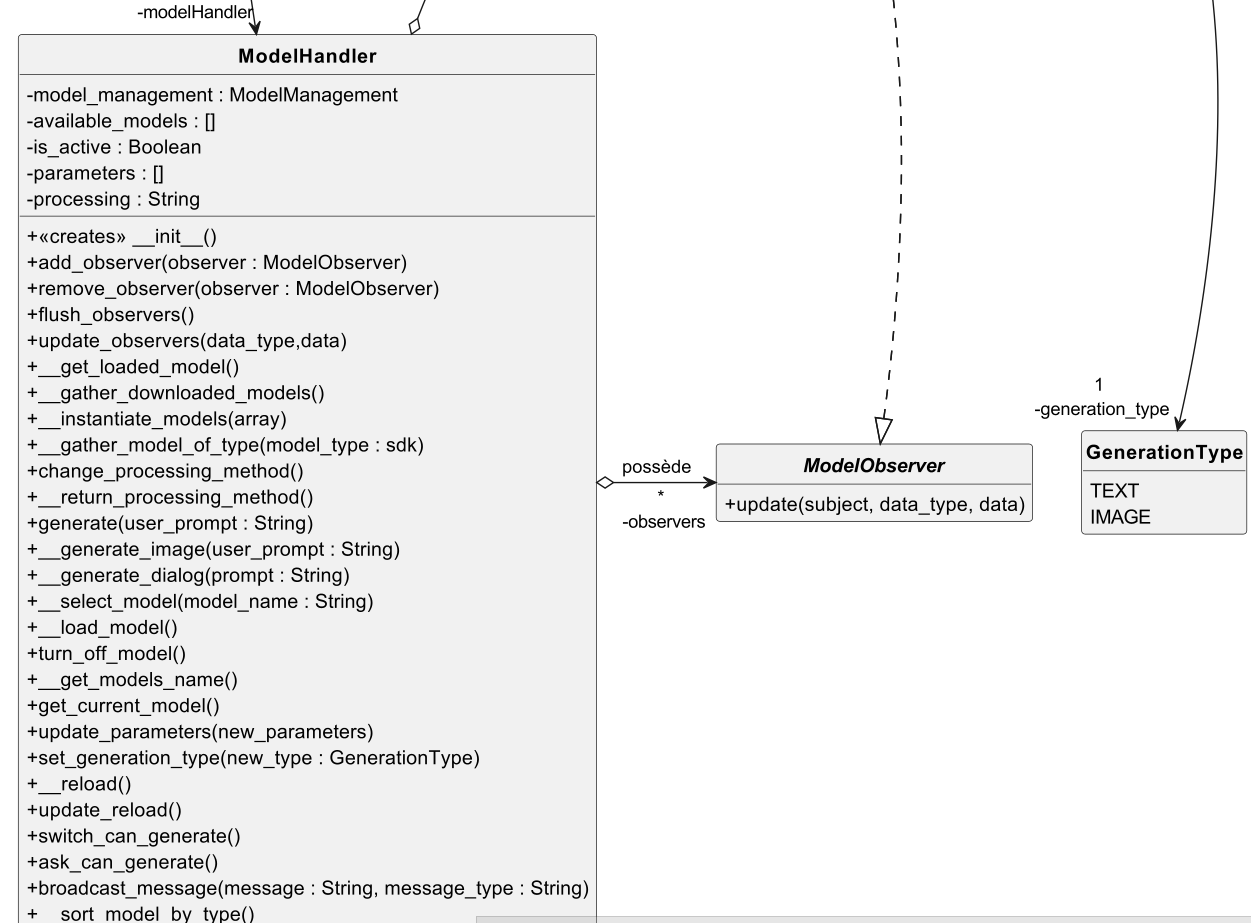 -modelHandler
ModelHandler
-model_management : ModelManagement
-available_models : []
-is_active : Boolean
-parameters : []
-processing : String
+«creates» __init__()
+add_observer(observer : ModelObserver)
+remove_observer(observer : ModelObserver)
+flush_observers()
+update_observers(data_type,data)
+__get_loaded_model()
+__gather_downloaded_models()
+__instantiate_models(array)
+__gather_model_of_type(model_type : sdk)
+change_processing_method()
+__return_processing_method()
+generate(user_prompt : String)
+__generate_image(user_prompt : String)
+__generate_dialog(prompt : String)
+__select_model(model_name : String)
+__load_model()
+turn_off_model()
+__get_models_name()
+get_current_model()
+update_parameters(new_parameters)
+set_generation_type(new_type : GenerationType)
+__reload()
+update_reload()
+switch_can_generate()
+ask_can_generate()
+broadcast_message(message : String, message_type : String)
+__sort_model_by_type()
possède
*
-observers
ModelObserver
+update(subject, data_type, data)
1
-generation_type
GenerationType
TEXT
IMAGE